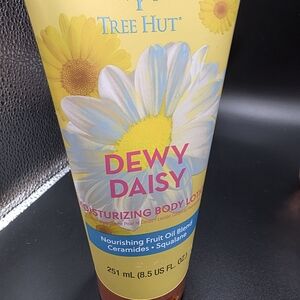 TREE HUT®
DEWY
DAISY
MOISTURIZING BODY LOTION
Nourishing Fruit Oil Blend
Ceramides • Squalane
251 mL (8.5 US FL. OZ.)